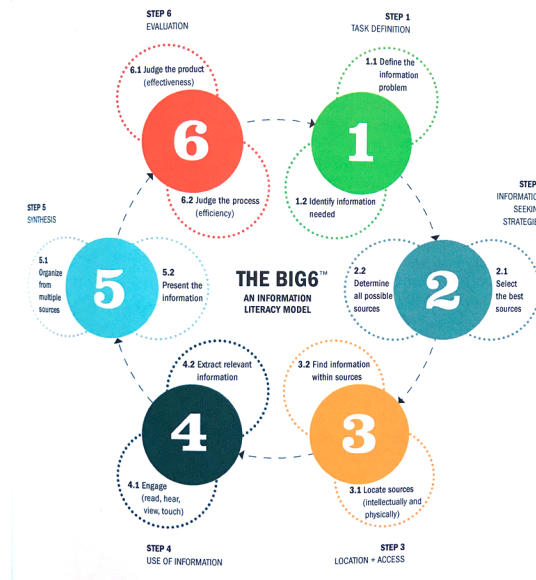 STEP 6
EVALUATION
6.1 Judge the product
(effectiveness)
6
6.2 Judge the process
(efficiency)
STEP 1
TASK DEFINITION
1.1 Define the
information
problem
1
1.2 Identify information
needed
STEP
INFORMATIO
SEEKIN
STRATEGIE
2.2
Determine
all possible
sources
2
2.1
Select
the best
sources
THE BIG6™
AN INFORMATION
LITERACY MODEL
STEP 5
SYNTHESIS
5.1
Organize
from
multiple
sources
5
5.2
Present the
information
4.2 Extract relevant
information
4
4.1 Engage
(read, hear,
view, touch)
STEP 4
USE OF INFORMATION
3.2 Find information
within sources
3
3.1 Locate sources
(intellectually and
physically)
STEP 3
LOCATION + ACCESS